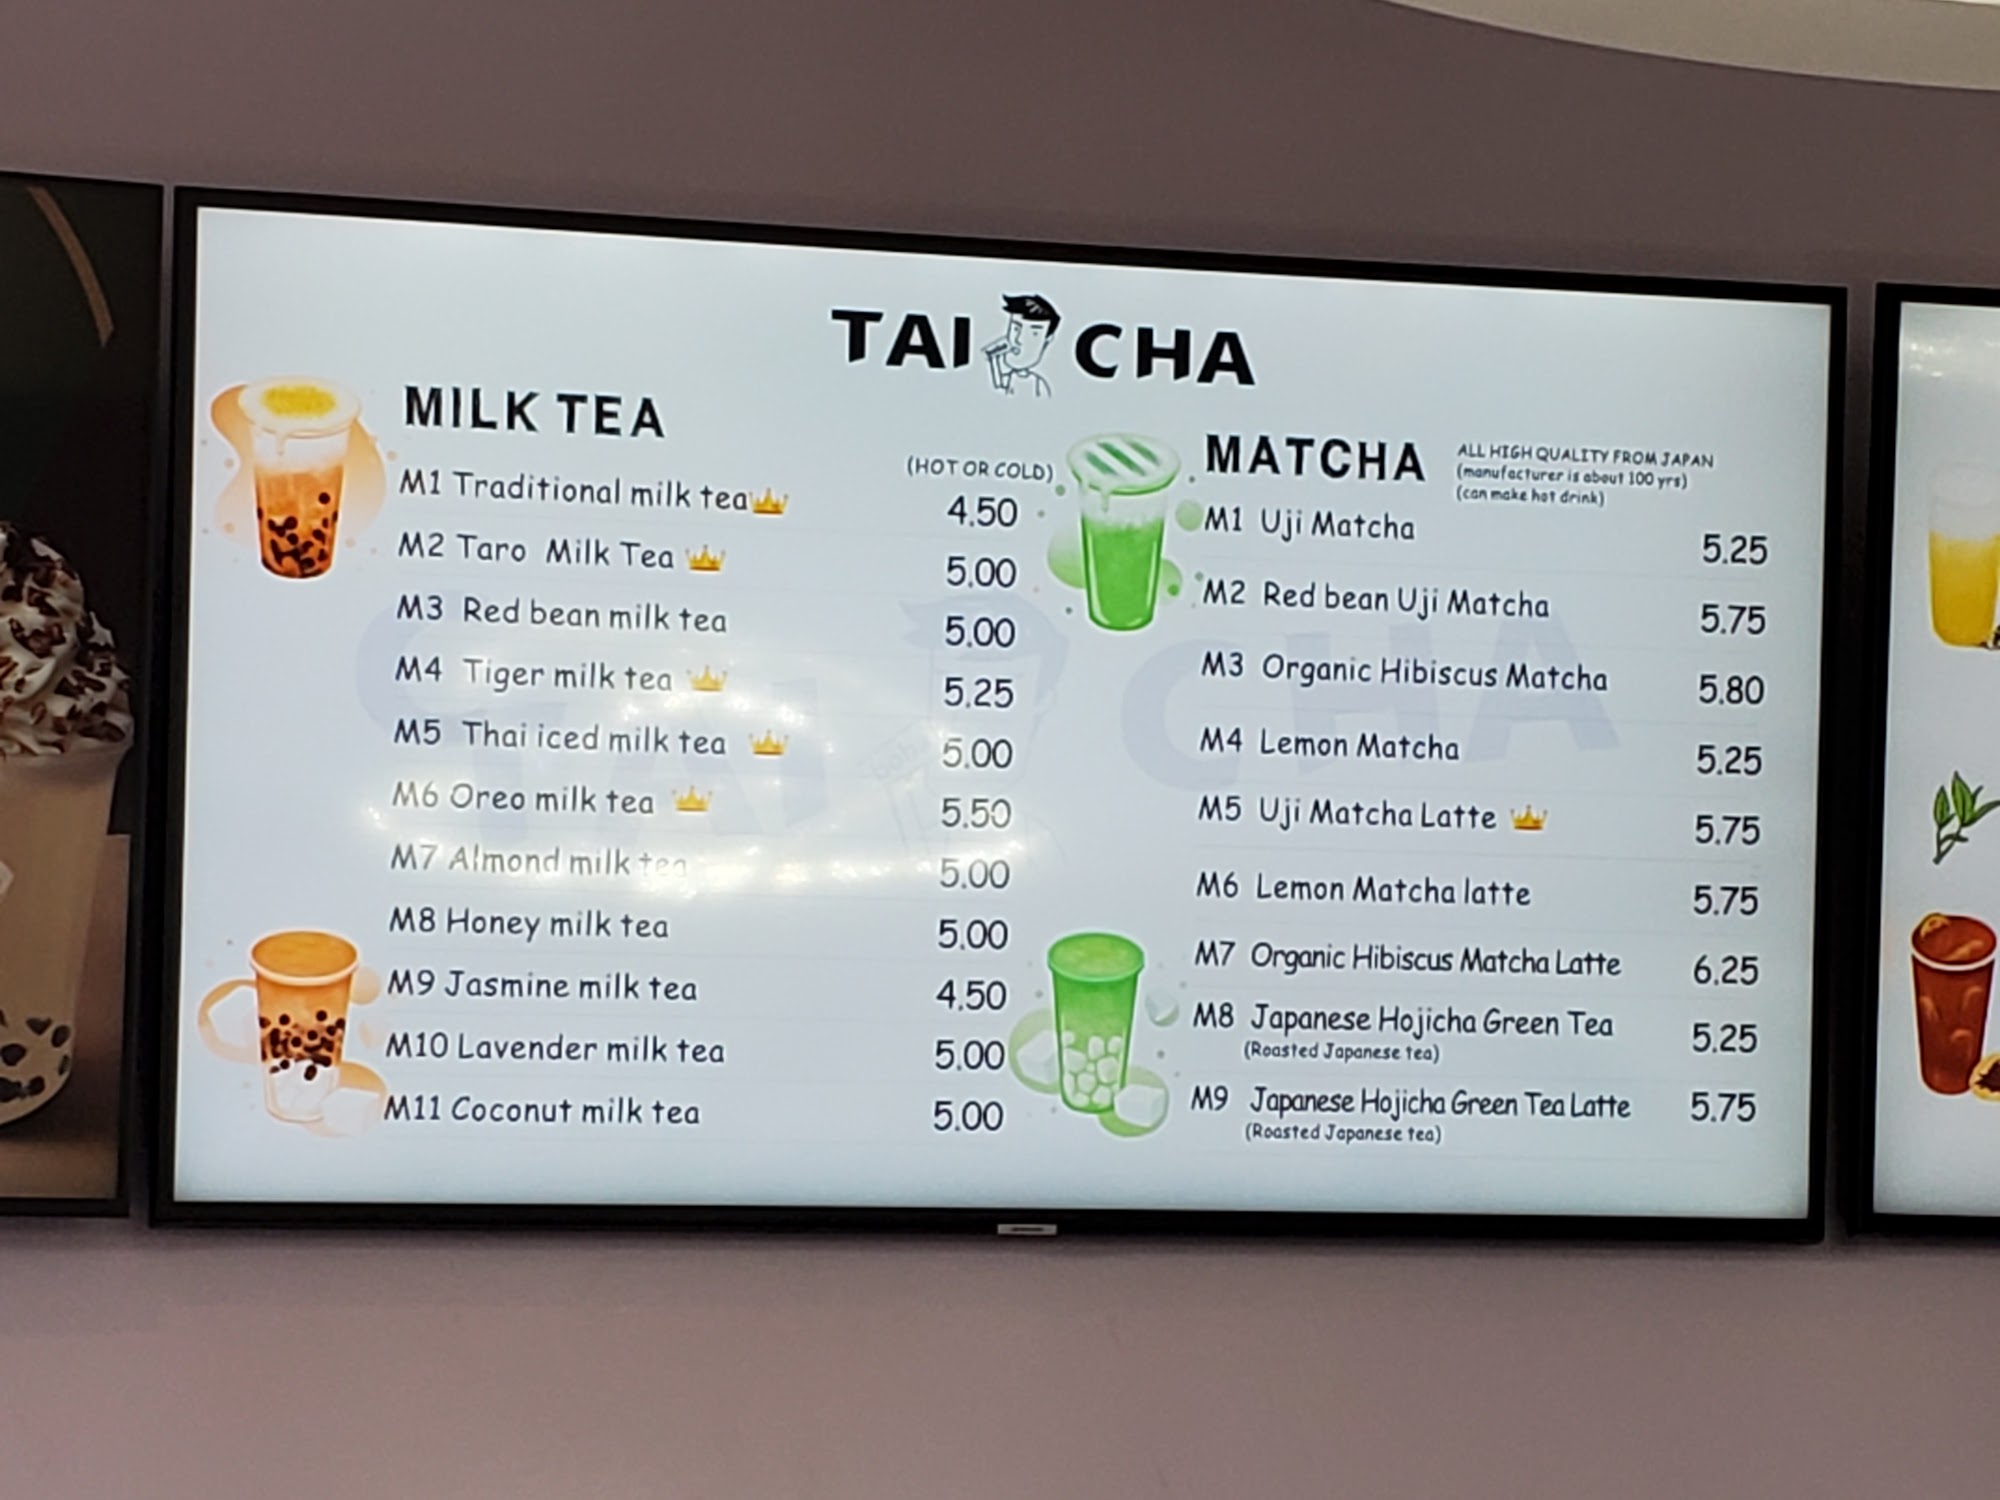 TAI CHA
MILK TEA
(HOT OR COLD)
M1 Traditional milk tea 4.50
M2 Taro Milk Tea 5.00
M3 Red bean milk tea 5.00
M4 Tiger milk tea 5.25
M5 Thai iced milk tea 5.00
M6 Oreo milk tea 5.50
M7 Almond milk tea 5.00
M8 Honey milk tea 5.00
M9 Jasmine milk tea 4.50
M10 Lavender milk tea 5.00
M11 Coconut milk tea 5.00
MATCHA
ALL HIGH QUALITY FROM JAPAN
(manufacturer is about 100 yrs)
(can make hot drink)
M1 Uji Matcha 5.25
M2 Red bean Uji Matcha 5.75
M3 Organic Hibiscus Matcha 5.80
M4 Lemon Matcha 5.25
M5 Uji Matcha Latte 5.75
M6 Lemon Matcha latte 5.75
M7 Organic Hibiscus Matcha Latte 6.25
M8 Japanese Hojicha Green Tea 5.25
(Roasted Japanese tea)
M9 Japanese Hojicha Green Tea Latte 5.75
(Roasted Japanese tea)
TAI CHA